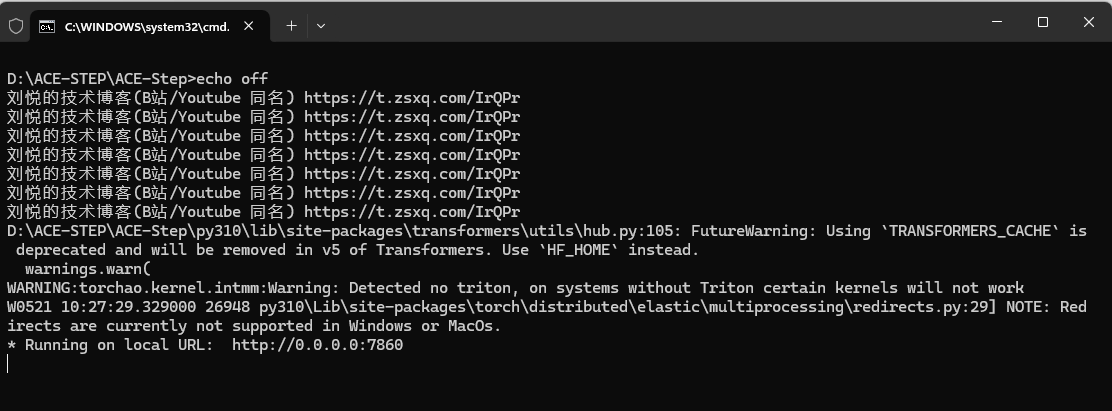 C:\WINDOWS\system32\cmd.
D:\ACE-STEP\ACE-Step>echo off
刘悦的技术博客(B站/Youtube 同名) https://t.zsxq.com/IrQPr
刘悦的技术博客(B站/Youtube 同名) https://t.zsxq.com/IrQPr
刘悦的技术博客(B站/Youtube 同名) https://t.zsxq.com/IrQPr
刘悦的技术博客(B站/Youtube 同名) https://t.zsxq.com/IrQPr
刘悦的技术博客(B站/Youtube 同名) https://t.zsxq.com/IrQPr
刘悦的技术博客(B站/Youtube 同名) https://t.zsxq.com/IrQPr
刘悦的技术博客(B站/Youtube 同名) https://t.zsxq.com/IrQPr
D:\ACE-STEP\ACE-Step\py310\lib\site-packages\transformers\utils\hub.py:105: FutureWarning: Using `TRANSFORMERS_CACHE` is
 deprecated and will be removed in v5 of Transformers. Use `HF_HOME` instead.
  warnings.warn(
WARNING:torchao.kernel.intmm:Warning: Detected no triton, on systems without Triton certain kernels will not work
W0521 10:27:29.329000 26948 py310\Lib\site-packages\torch\distributed\elastic\multiprocessing\redirects.py:29] NOTE: Red
irects are currently not supported in Windows or MacOs.
* Running on local URL:  http://0.0.0.0:7860